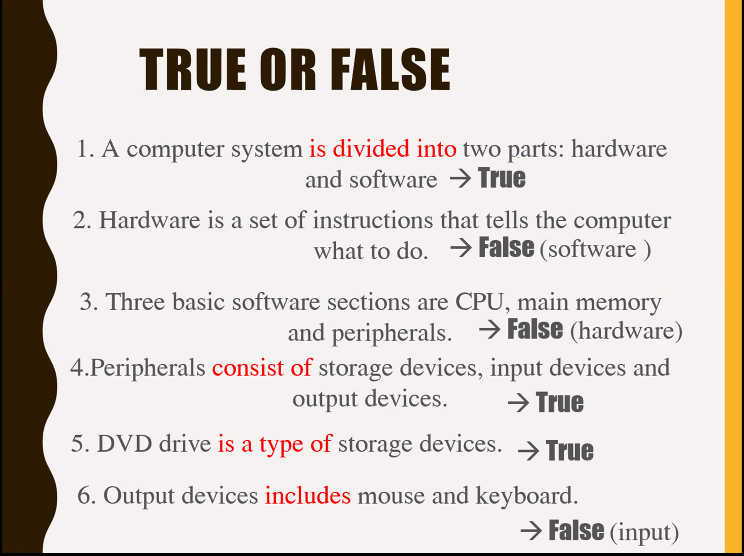 TRUE OR FALSE
1. A computer system is divided into two parts: hardware
and software → True
2. Hardware is a set of instructions that tells the computer
what to do. → False (software )
3. Three basic software sections are CPU, main memory
and peripherals. → False (hardware)
4.Peripherals consist of storage devices, input devices and
output devices. → True
5. DVD drive is a type of storage devices. → True
6. Output devices includes mouse and keyboard.
→ False (input)